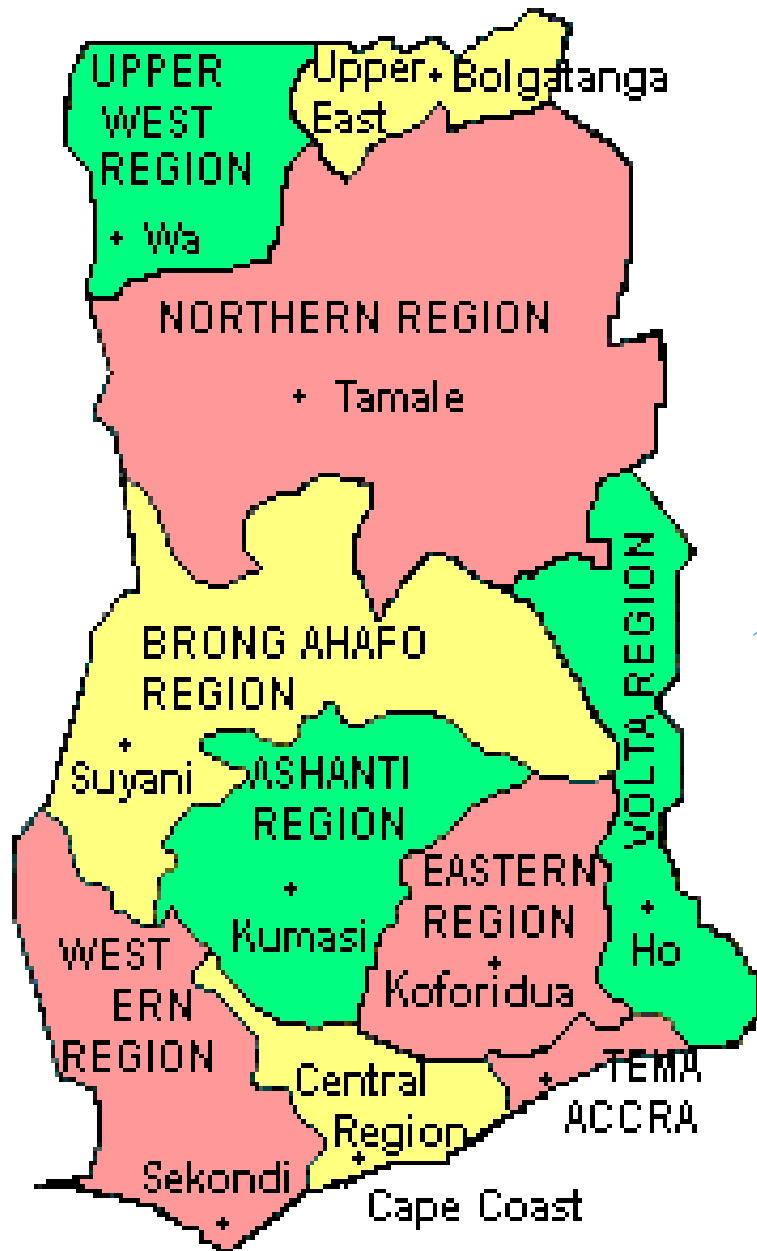 UPPER
WEST
REGION
Wa
Upper
East
Bolgatanga
NORTHERN REGION
Tamale
BRONG AHAFO
REGION
Suyani
ASHANTI
REGION
Kumasi
VOLTA REGION
Ho
EASTERN
REGION
Koforidua
WEST
ERN
REGION
Sekondi
Central
Region
Cape Coast
TEMA
ACCRA